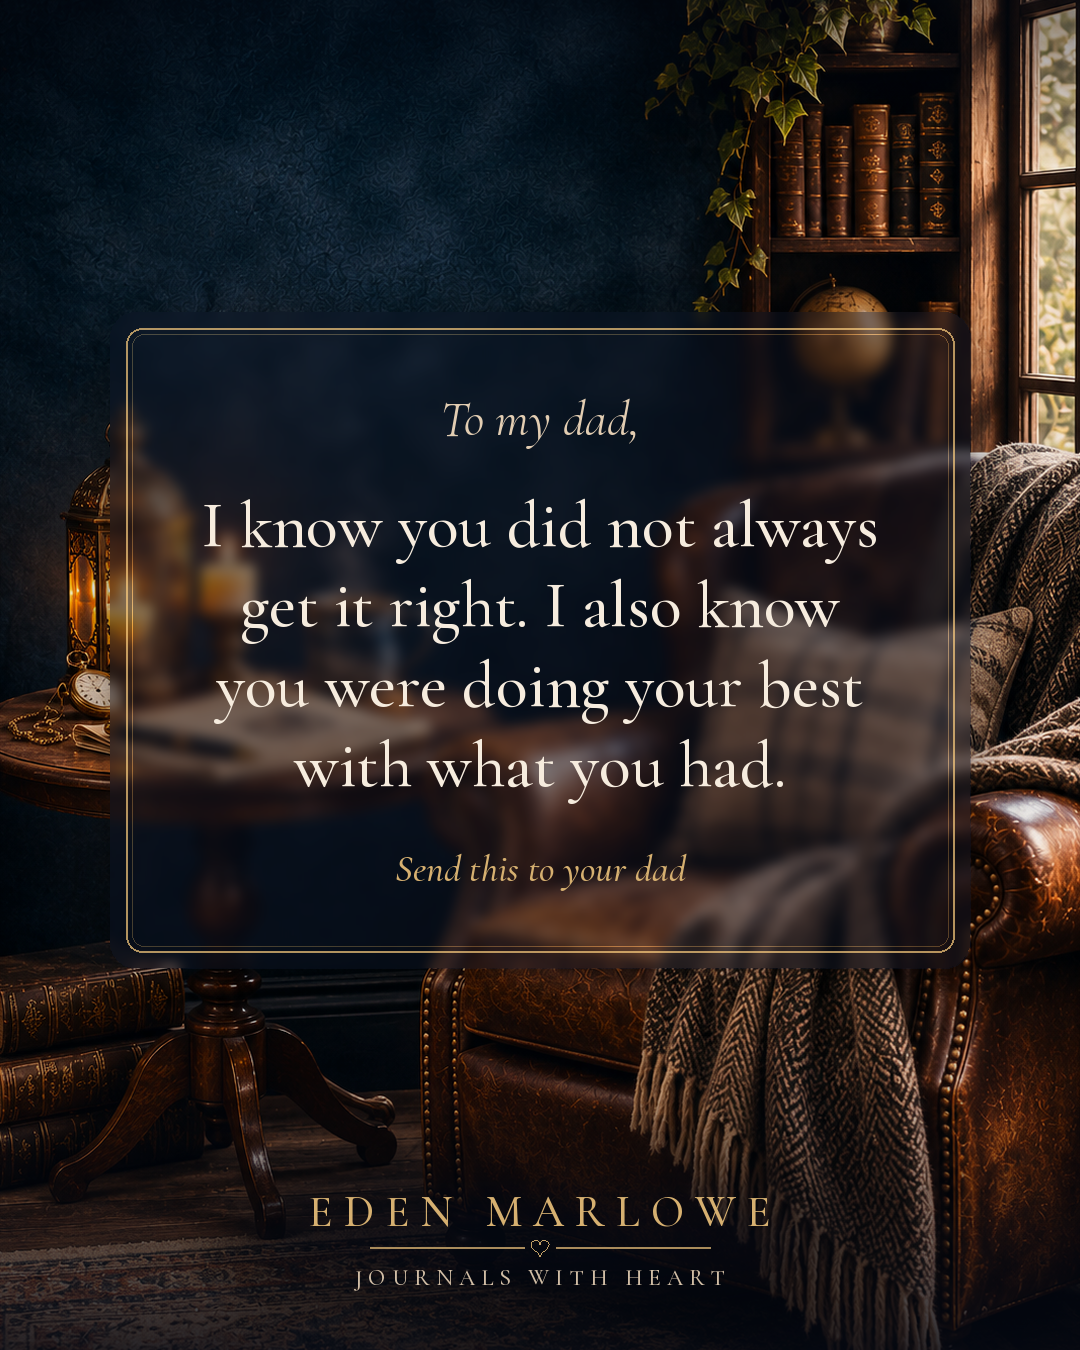 To my dad,
I know you did not always
get it right. I also know
you were doing your best
with what you had.
Send this to your dad
EDEN MARLOWE
JOURNALS WITH HEART